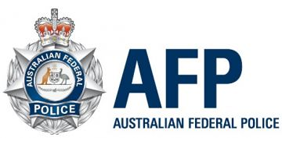 AUSTRALIAN FEDERAL
POLICE
AFP
AUSTRALIAN FEDERAL POLICE